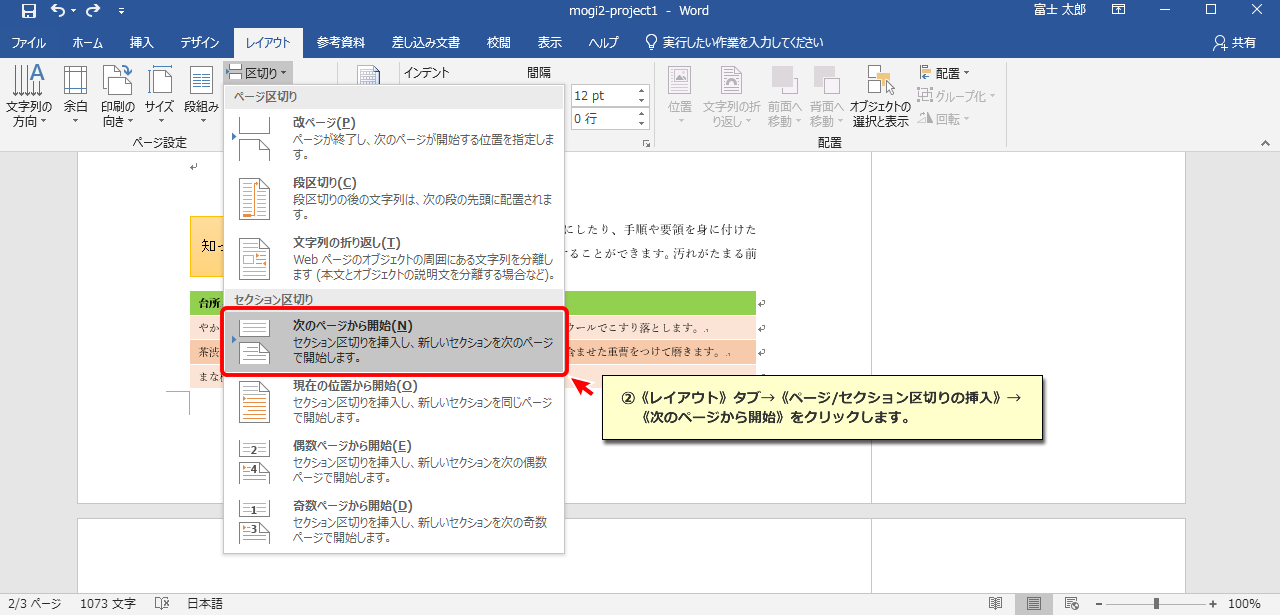 mogi2-project1 - Word
富士 太郎
ファイル ホーム 挿入 デザイン レイアウト 参考資料 差し込み文書 校閲 表示 ヘルプ 実行したい作業を入力してください 共有
文字列の
方向
余白
印刷の
向き
サイズ
段組み
区切り
ページ設定
インデント
間隔
12 pt
0 行
位置
文字列の折
り返し
前面へ
移動
背面へ
移動
オブジェクトの
選択と表示
配置
グループ化
回転
配置
ページ区切り
改ページ(P)
ページが終了し、次のページが開始する位置を指定しま
す。
段区切り(C)
段区切りの後の文字列は、次の段の先頭に配置されま
す。
文字列の折り返し(T)
Web ページのオブジェクトの周囲にある文字列を分離し
ます (本文とオブジェクトの説明文を分離する場合など)。
セクション区切り
次のページから開始(N)
セクション区切りを挿入し、新しいセクションを次のページ
で開始します。
現在の位置から開始(O)
セクション区切りを挿入し、新しいセクションを同じページ
で開始します。
偶数ページから開始(E)
セクション区切りを挿入し、新しいセクションを次の偶数
ページで開始します。
奇数ページから開始(D)
セクション区切りを挿入し、新しいセクションを次の奇数
ページで開始します。
知っ
にしたり、手順や要領を身に付けた
することができます。汚れがたまる前
台所
やか
ウールでこすり落とします。
茶渋
含ませた重曹をつけて磨きます。
まな
②《レイアウト》タブ→《ページ/セクション区切りの挿入》→
《次のページから開始》をクリックします。
2/3 ページ 1073 文字 日本語 100%